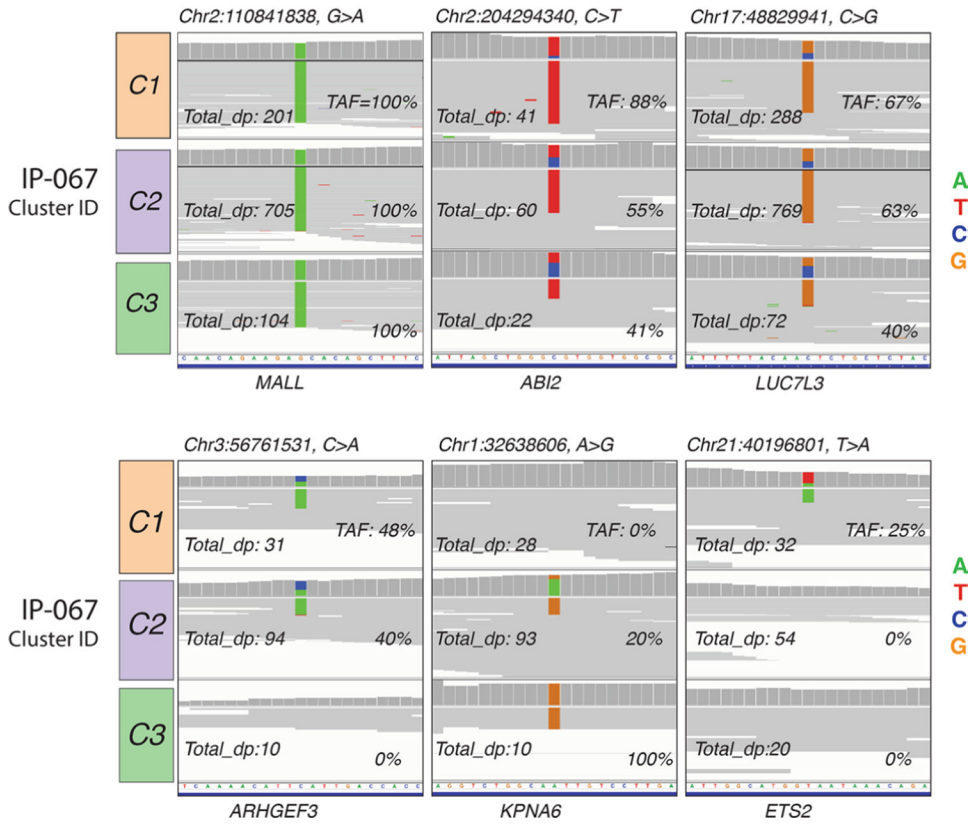 Chr2:110841838, G>A
Chr2:204294340, C>T
Chr17:48829941, C>G
IP-067
Cluster ID
C1
Total_dp: 201
TAF=100%
Total_dp: 41
TAF: 88%
Total_dp: 288
TAF: 67%
C2
Total_dp: 705
100%
Total_dp: 60
55%
Total_dp: 769
63%
C3
Total_dp:104
100%
Total_dp:22
41%
Total_dp:72
40%
A
T
C
G
C A A C A G A A G A G C A C A G C T T T C
A T T A G C T G G G C G T G G T G G C G C
A T T T T T A C A A C T C T G C T C T A C
MALL
ABI2
LUC7L3
Chr3:56761531, C>A
Chr1:32638606, A>G
Chr21:40196801, T>A
IP-067
Cluster ID
C1
Total_dp: 31
TAF: 48%
Total_dp: 28
TAF: 0%
Total_dp: 32
TAF: 25%
C2
Total_dp: 94
40%
Total_dp: 93
20%
Total_dp: 54
0%
C3
Total_dp:10
0%
Total_dp:10
100%
Total_dp:20
0%
A
T
C
G
T C A A A A C A T T C A T T G A C C A C C
A G G T C T G G C A A T T G T C C T T G A
A T T G G C A T G G T A A T A A A C A G A
ARHGEF3
KPNA6
ETS2